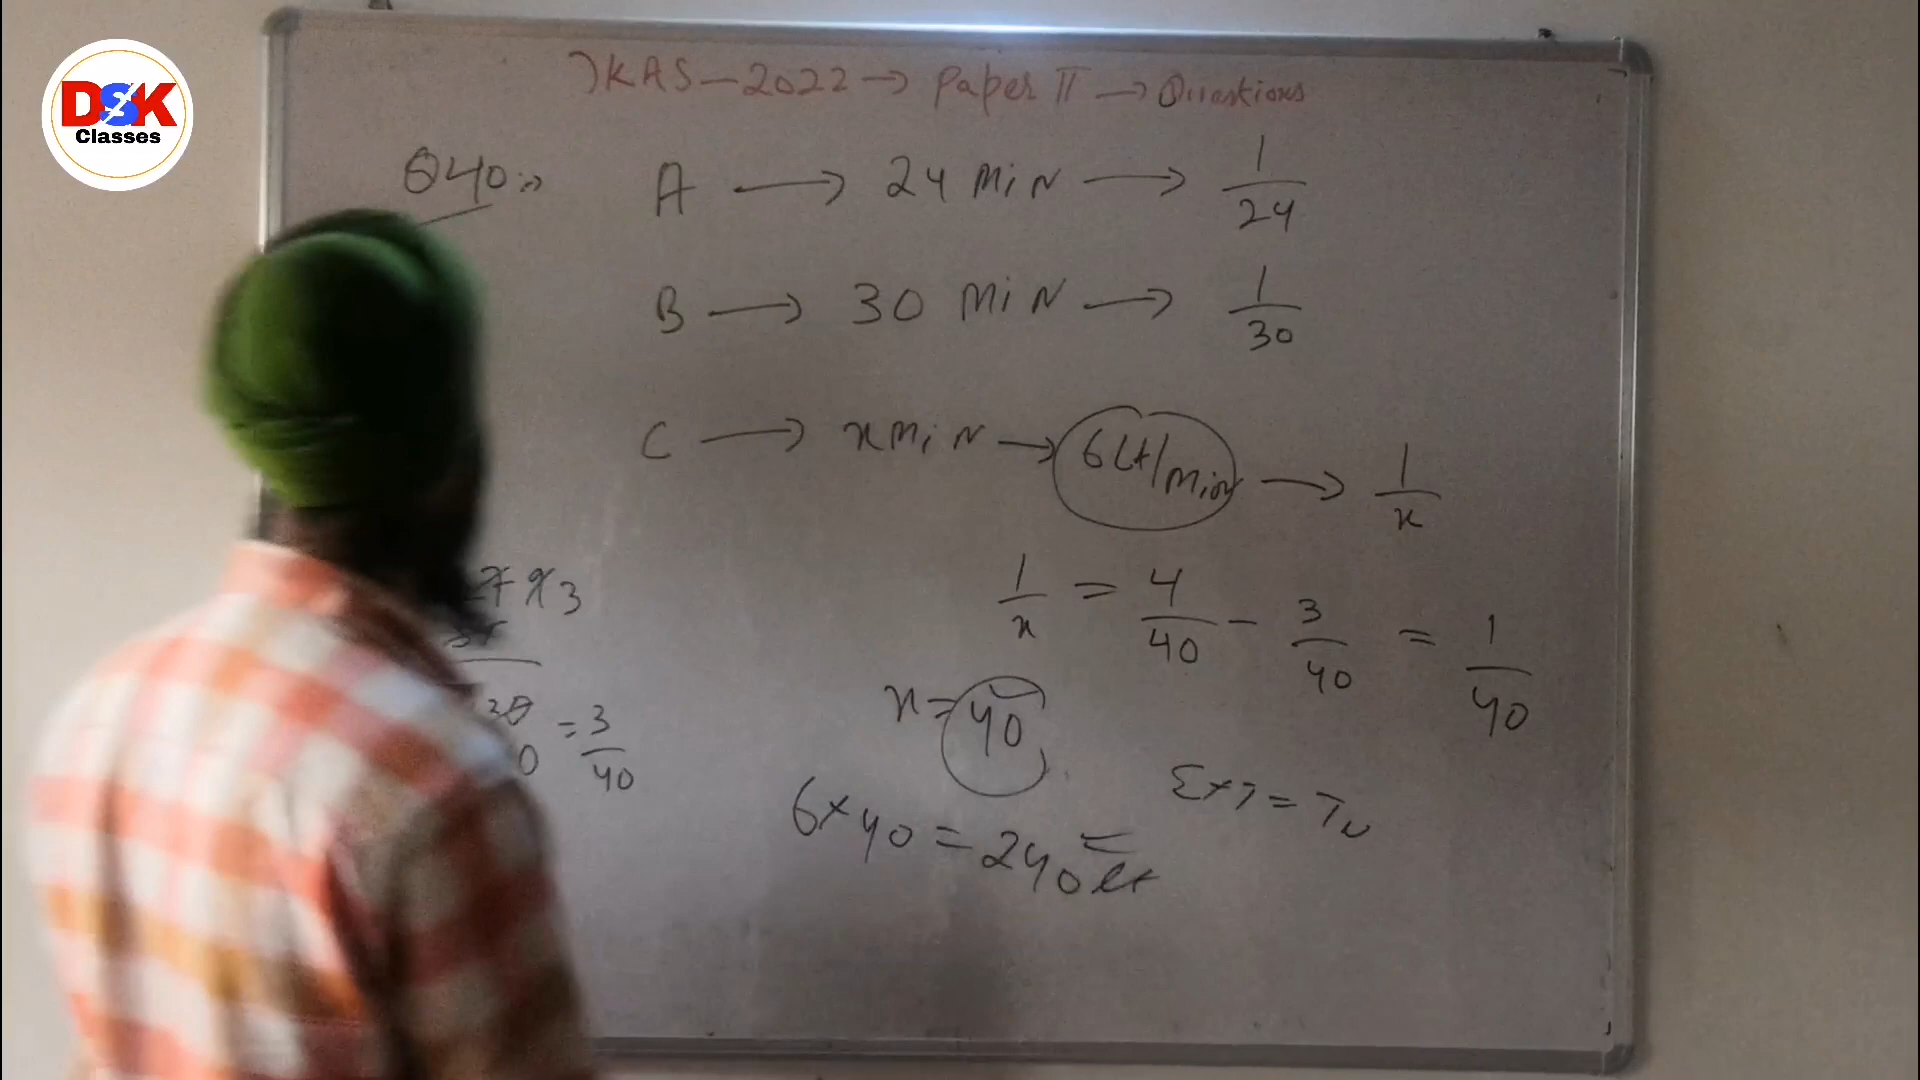 DSK
Classes
JKAS - 2022 → Paper II → Questions
Q40:→ A → 24 MiN → 1/24
B → 30 MiN → 1/30
C → x MiN → 6 Lt/Min → 1/x
1/x = 4/40 - 3/40 = 1/40
x = 40
6 × 40 = 240 Lt
= 3/40